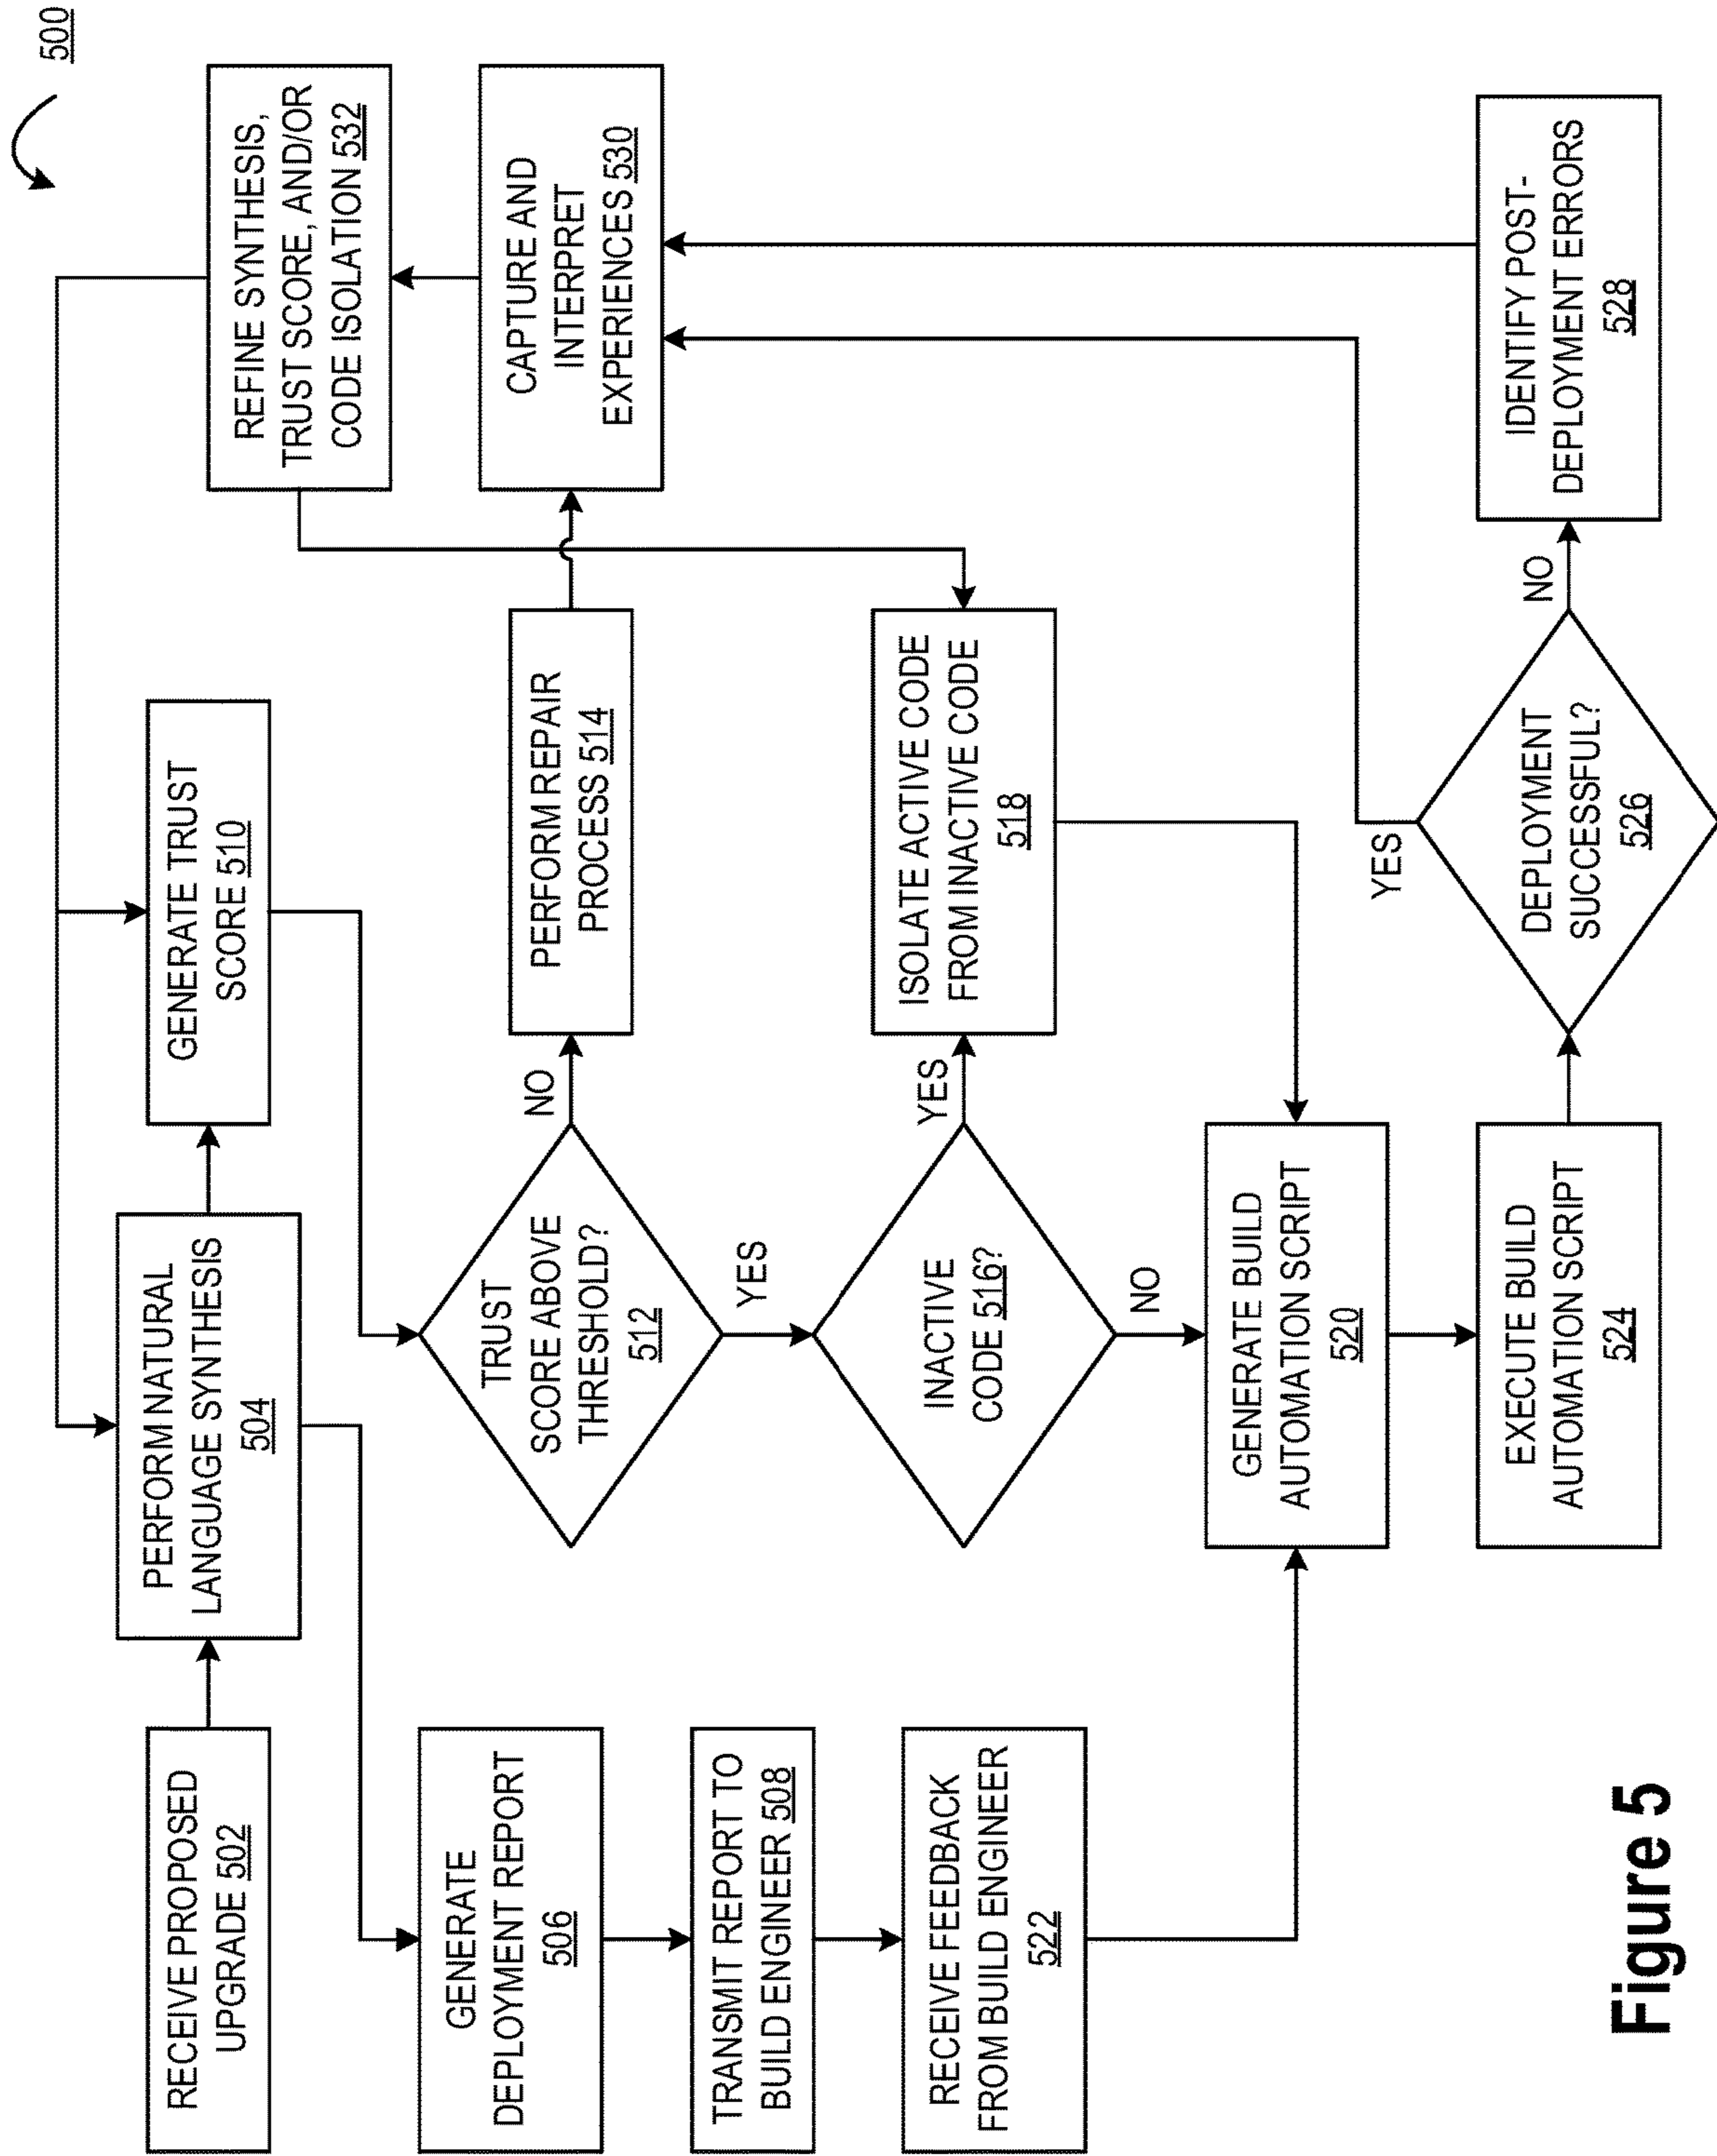 500
RECEIVE PROPOSED
UPGRADE 502
PERFORM NATURAL
LANGUAGE SYNTHESIS
504
GENERATE TRUST
SCORE 510
REFINE SYNTHESIS,
TRUST SCORE, AND/OR
CODE ISOLATION 532
GENERATE
DEPLOYMENT REPORT
506
TRUST
SCORE ABOVE
THRESHOLD?
512
NO
PERFORM REPAIR
PROCESS 514
CAPTURE AND
INTERPRET
EXPERIENCES 530
TRANSMIT REPORT TO
BUILD ENGINEER 508
YES
RECEIVE FEEDBACK
FROM BUILD ENGINEER
522
INACTIVE
CODE 516?
YES
ISOLATE ACTIVE CODE
FROM INACTIVE CODE
518
NO
GENERATE BUILD
AUTOMATION SCRIPT
520
YES
EXECUTE BUILD
AUTOMATION SCRIPT
524
DEPLOYMENT
SUCCESSFUL?
526
NO
IDENTIFY POST-
DEPLOYMENT ERRORS
528
Figure 5